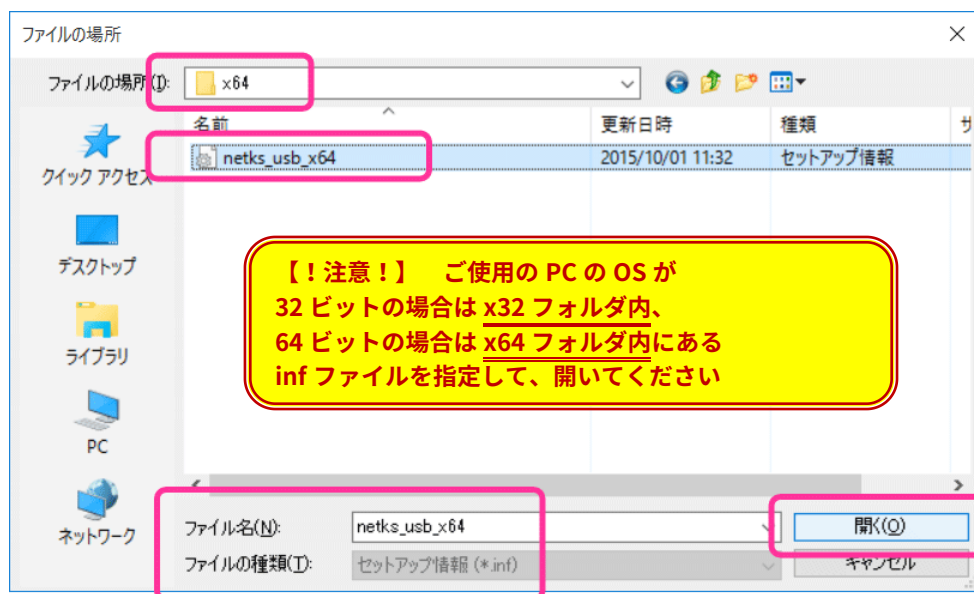 ファイルの場所
ファイルの場所(I):
x64
名前
更新日時
種類
サ
netks_usb_x64
2015/10/01 11:32
セットアップ情報
クイック アクセス
デスクトップ
ライブラリ
PC
ネットワーク
【！注意！】　ご使用の PC の OS が
32 ビットの場合は x32 フォルダ内、
64 ビットの場合は x64 フォルダ内にある
inf ファイルを指定して、開いてください
ファイル名(N):
netks_usb_x64
開く(O)
ファイルの種類(T):
セットアップ情報 (*.inf)
キャンセル